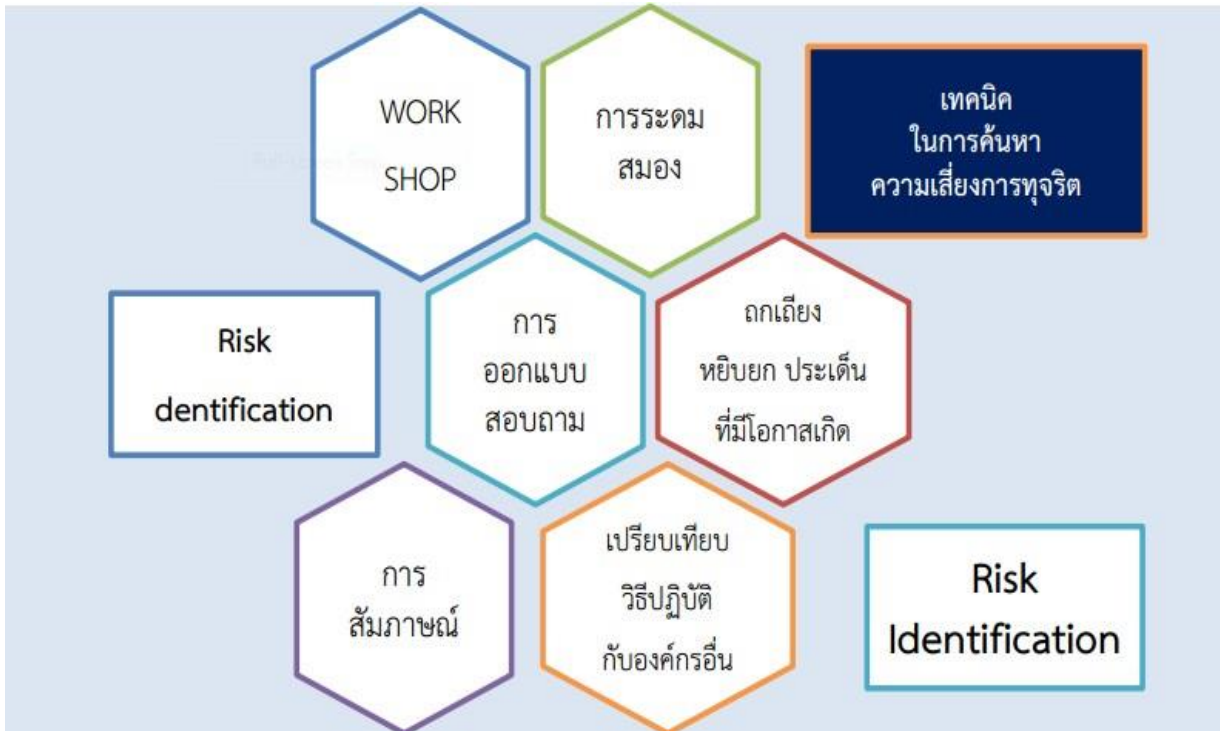 WORK
SHOP
การระดม
สมอง
เทคนิค
ในการค้นหา
ความเสี่ยงการทุจริต
Risk
dentification
การ
ออกแบบ
สอบถาม
ถกเถียง
หยิบยก ประเด็น
ที่มีโอกาสเกิด
การ
สัมภาษณ์
เปรียบเทียบ
วิธีปฏิบัติ
กับองค์กรอื่น
Risk
Identification